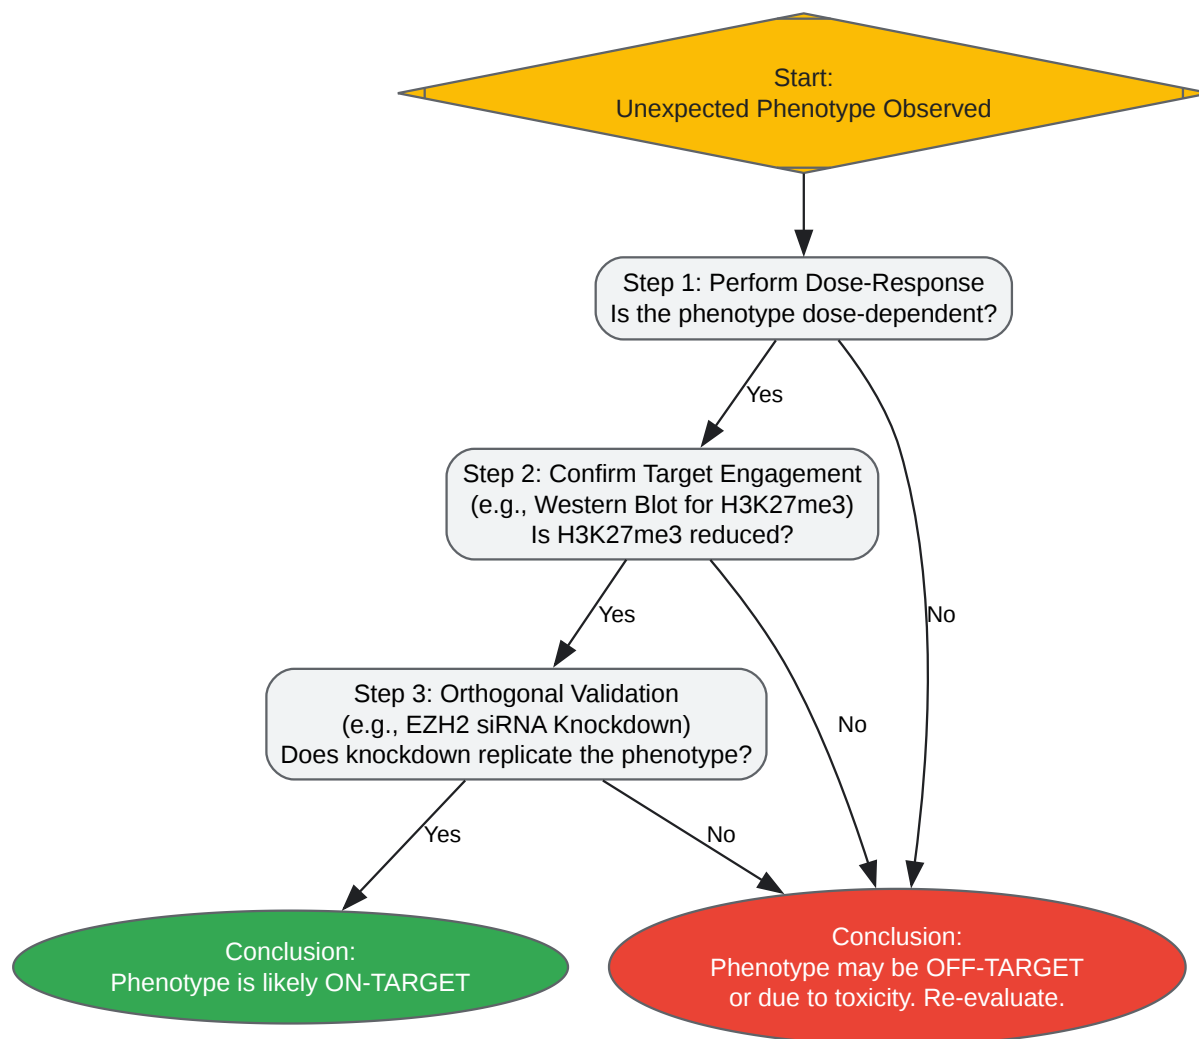 Start:
Unexpected Phenotype Observed
Step 1: Perform Dose-Response
Is the phenotype dose-dependent?
Yes
Step 2: Confirm Target Engagement
(e.g., Western Blot for H3K27me3)
Is H3K27me3 reduced?
Yes
No
Step 3: Orthogonal Validation
(e.g., EZH2 siRNA Knockdown)
Does knockdown replicate the phenotype?
No
Yes
No
Conclusion:
Phenotype is likely ON-TARGET
Conclusion:
Phenotype may be OFF-TARGET
or due to toxicity. Re-evaluate.